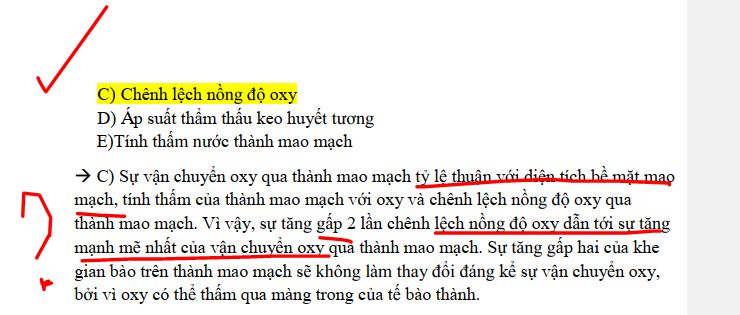 C) Chênh lệch nồng độ oxy
D) Áp suất thẩm thấu keo huyết tương
E)Tính thấm nước thành mao mạch
→ C) Sự vận chuyển oxy qua thành mao mạch tỷ lệ thuận với diện tích bề mặt mao
mạch, tính thấm của thành mao mạch với oxy và chênh lệch nồng độ oxy qua
thành mao mạch. Vì vậy, sự tăng gấp 2 lần chênh lệch nồng độ oxy dẫn tới sự tăng
mạnh mẽ nhất của vận chuyển oxy quả thành mao mạch. Sự tăng gấp hai của khe
gian bào trên thành mao mạch sẽ không làm thay đổi đáng kể sự vận chuyển oxy,
bởi vì oxy có thể thấm qua màng trong của tế bào thành.